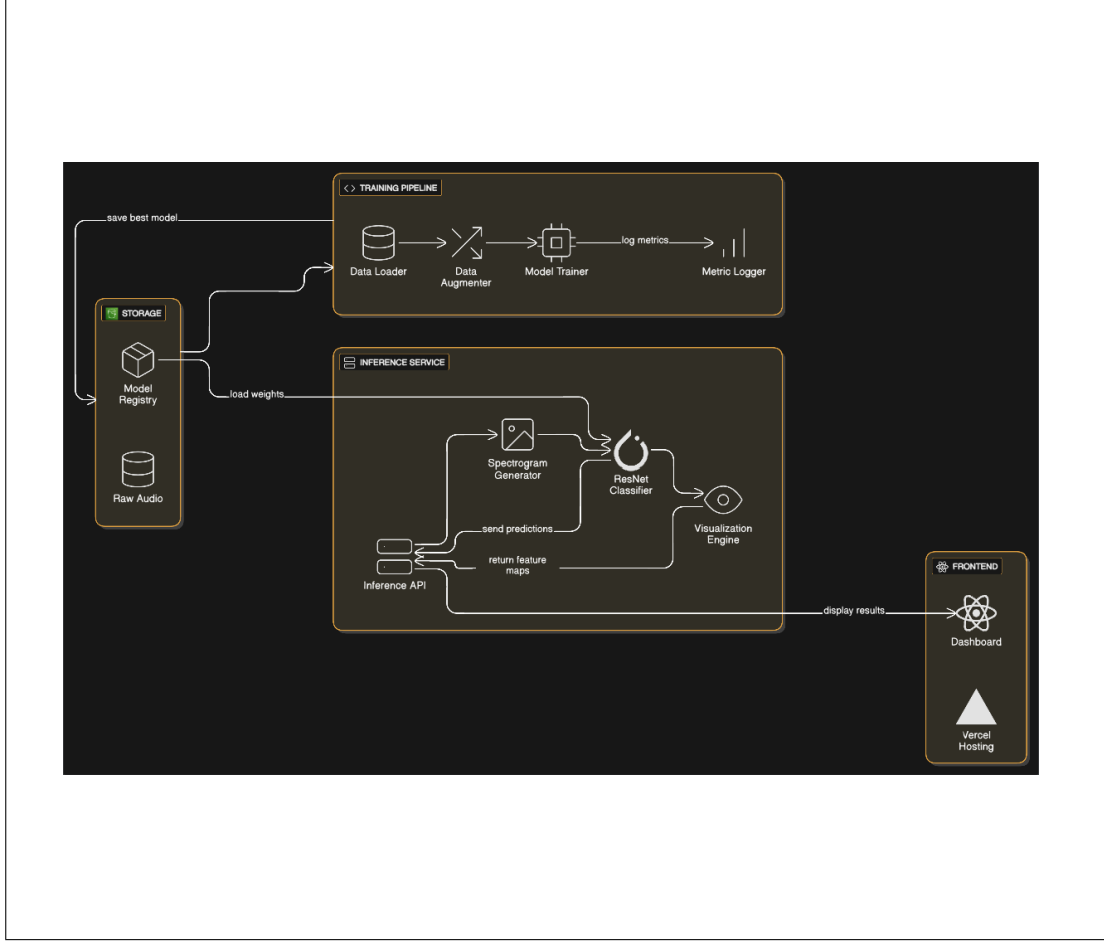 TRAINING PIPELINE
save best model
log metrics
Data Loader
Data
Augmenter
Model Trainer
Metric Logger
STORAGE
Model
Registry
Raw Audio
INFERENCE SERVICE
load weights
Spectrogram
Generator
ResNet
Classifier
Visualization
Engine
send predictions
return feature
maps
Inference API
display results
FRONTEND
Dashboard
Vercel
Hosting